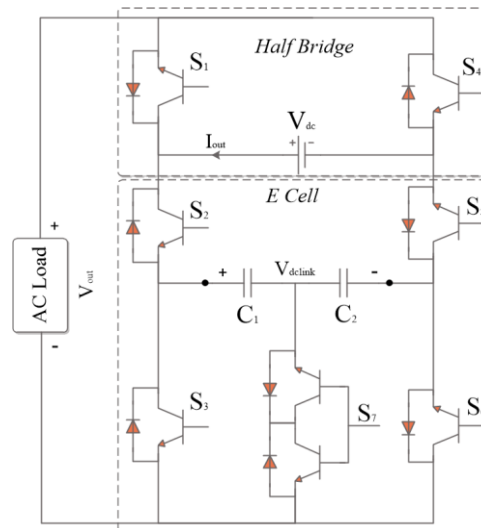 Half Bridge
S1
S4
Vdc
+ -
Iout
E Cell
S2
S
+
Vdclink
-
C1
C2
+
AC Load
Vout
-
S3
S7
S